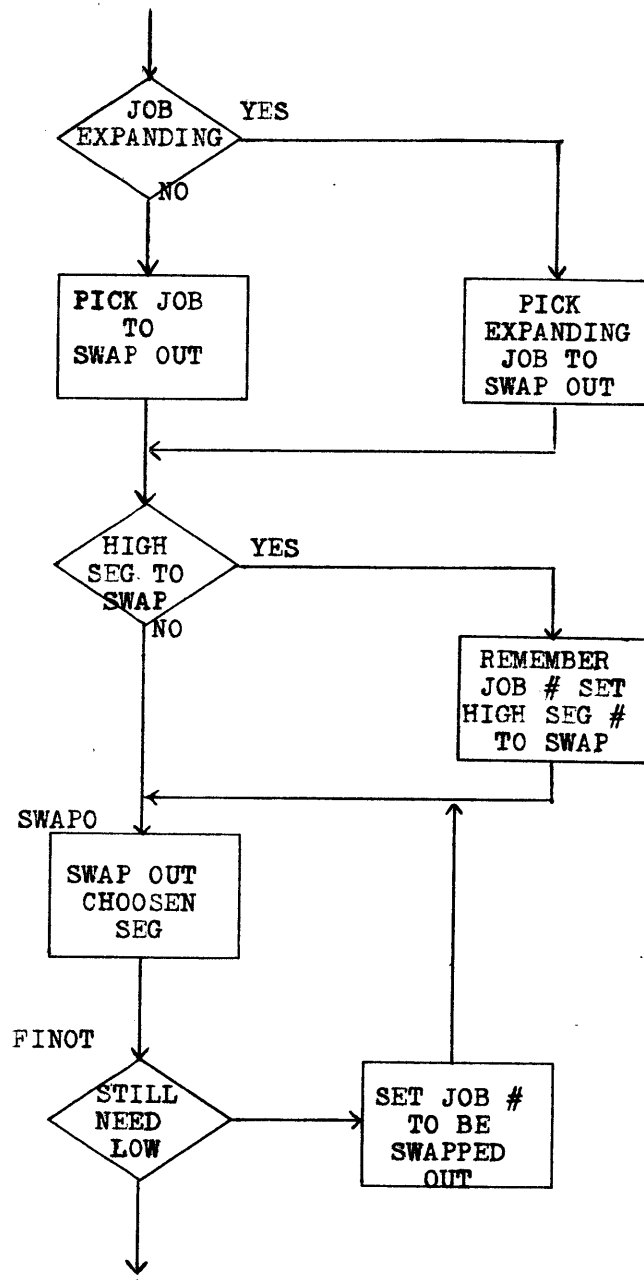 JOB
EXPANDING
YES
NO
PICK JOB
TO
SWAP OUT
PICK
EXPANDING
JOB TO
SWAP OUT
HIGH
SEG TO
SWAP
YES
NO
REMEMBER
JOB # SET
HIGH SEG #
TO SWAP
SWAPO
SWAP OUT
CHOOSEN
SEG
FINOT
STILL
NEED
LOW
SET JOB #
TO BE
SWAPPED
OUT